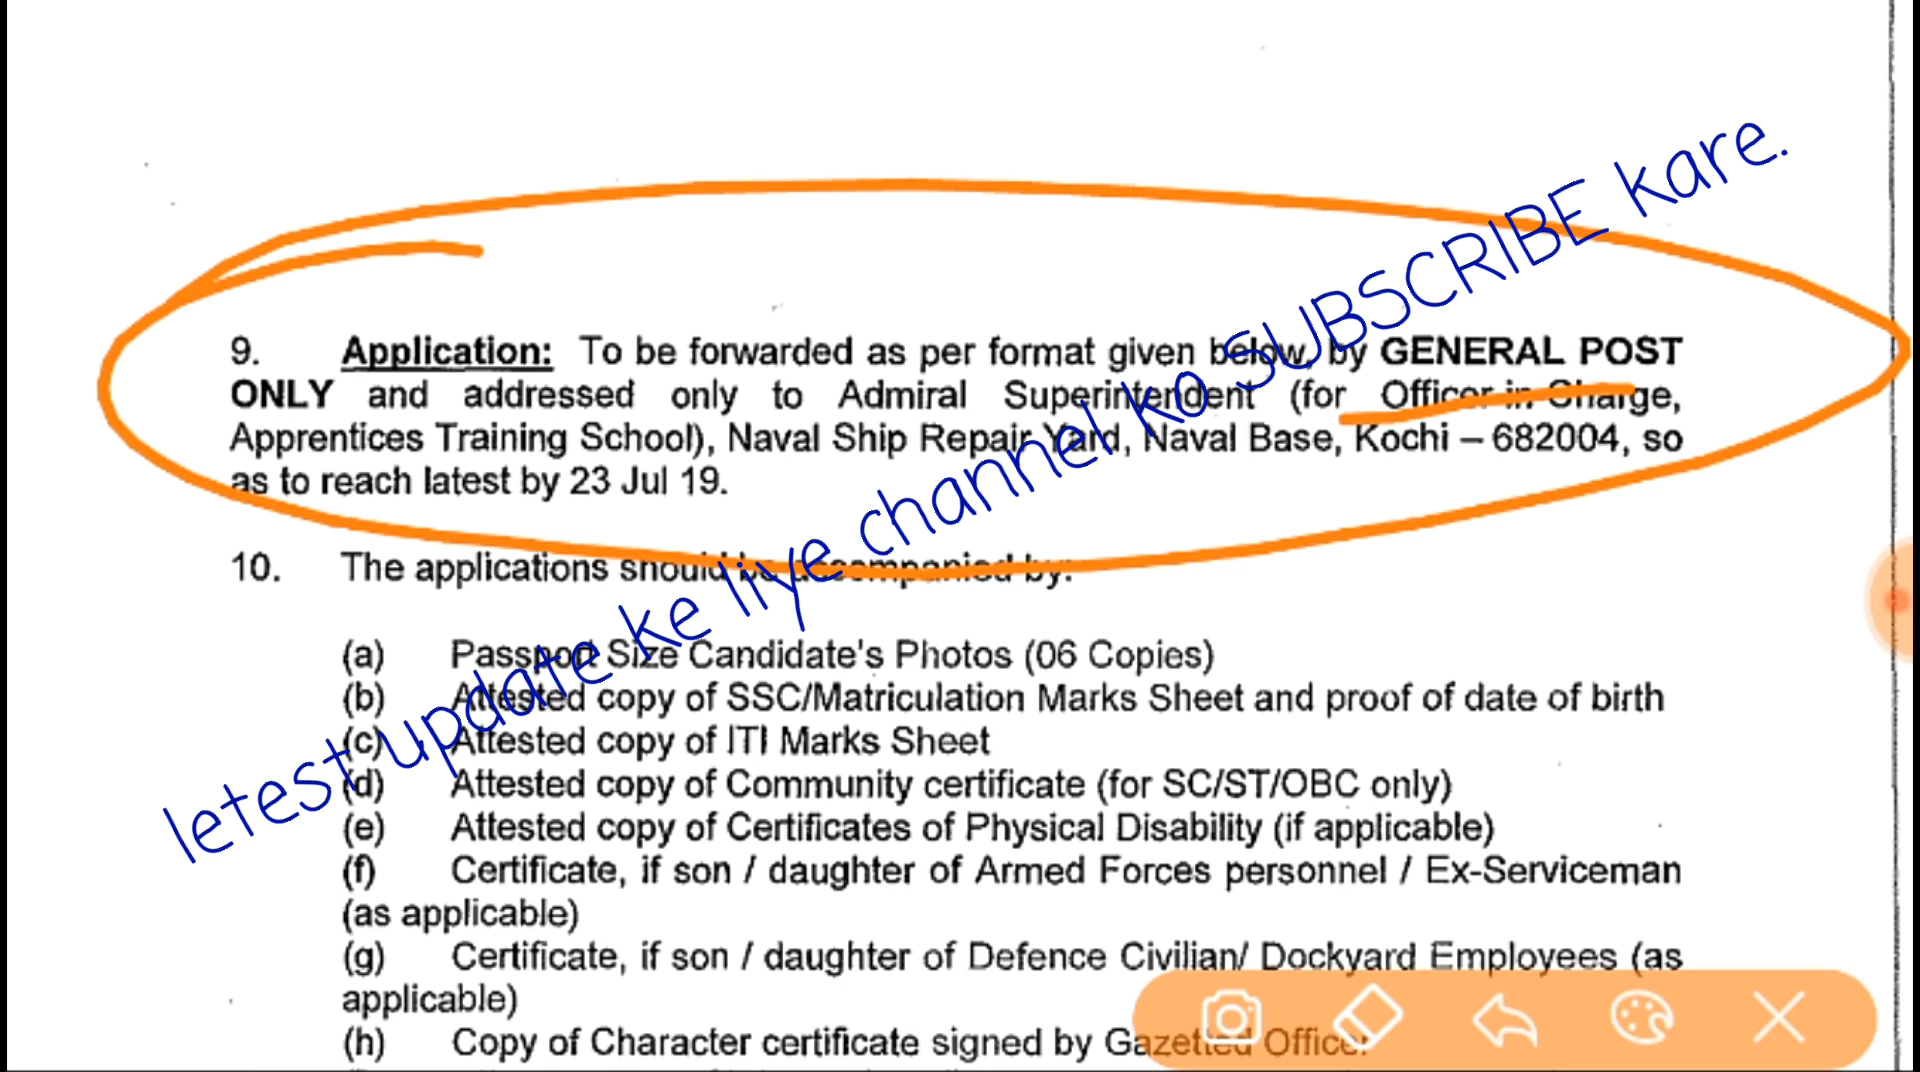 9. Application: To be forwarded as per format given below, by GENERAL POST
ONLY and addressed only to Admiral Superintendent (for Officer in Charge,
Apprentices Training School), Naval Ship Repair Yard, Naval Base, Kochi – 682004, so
as to reach latest by 23 Jul 19.
10. The applications should be accompanied by:
(a) Passport Size Candidate's Photos (06 Copies)
(b) Attested copy of SSC/Matriculation Marks Sheet and proof of date of birth
(c) Attested copy of ITI Marks Sheet
(d) Attested copy of Community certificate (for SC/ST/OBC only)
(e) Attested copy of Certificates of Physical Disability (if applicable)
(f) Certificate, if son / daughter of Armed Forces personnel / Ex-Serviceman
(as applicable)
(g) Certificate, if son / daughter of Defence Civilian/ Dockyard Employees (as
applicable)
(h) Copy of Character certificate signed by Gazetted Officer
letest update ke liye channel ko SUBSCRIBE kare.